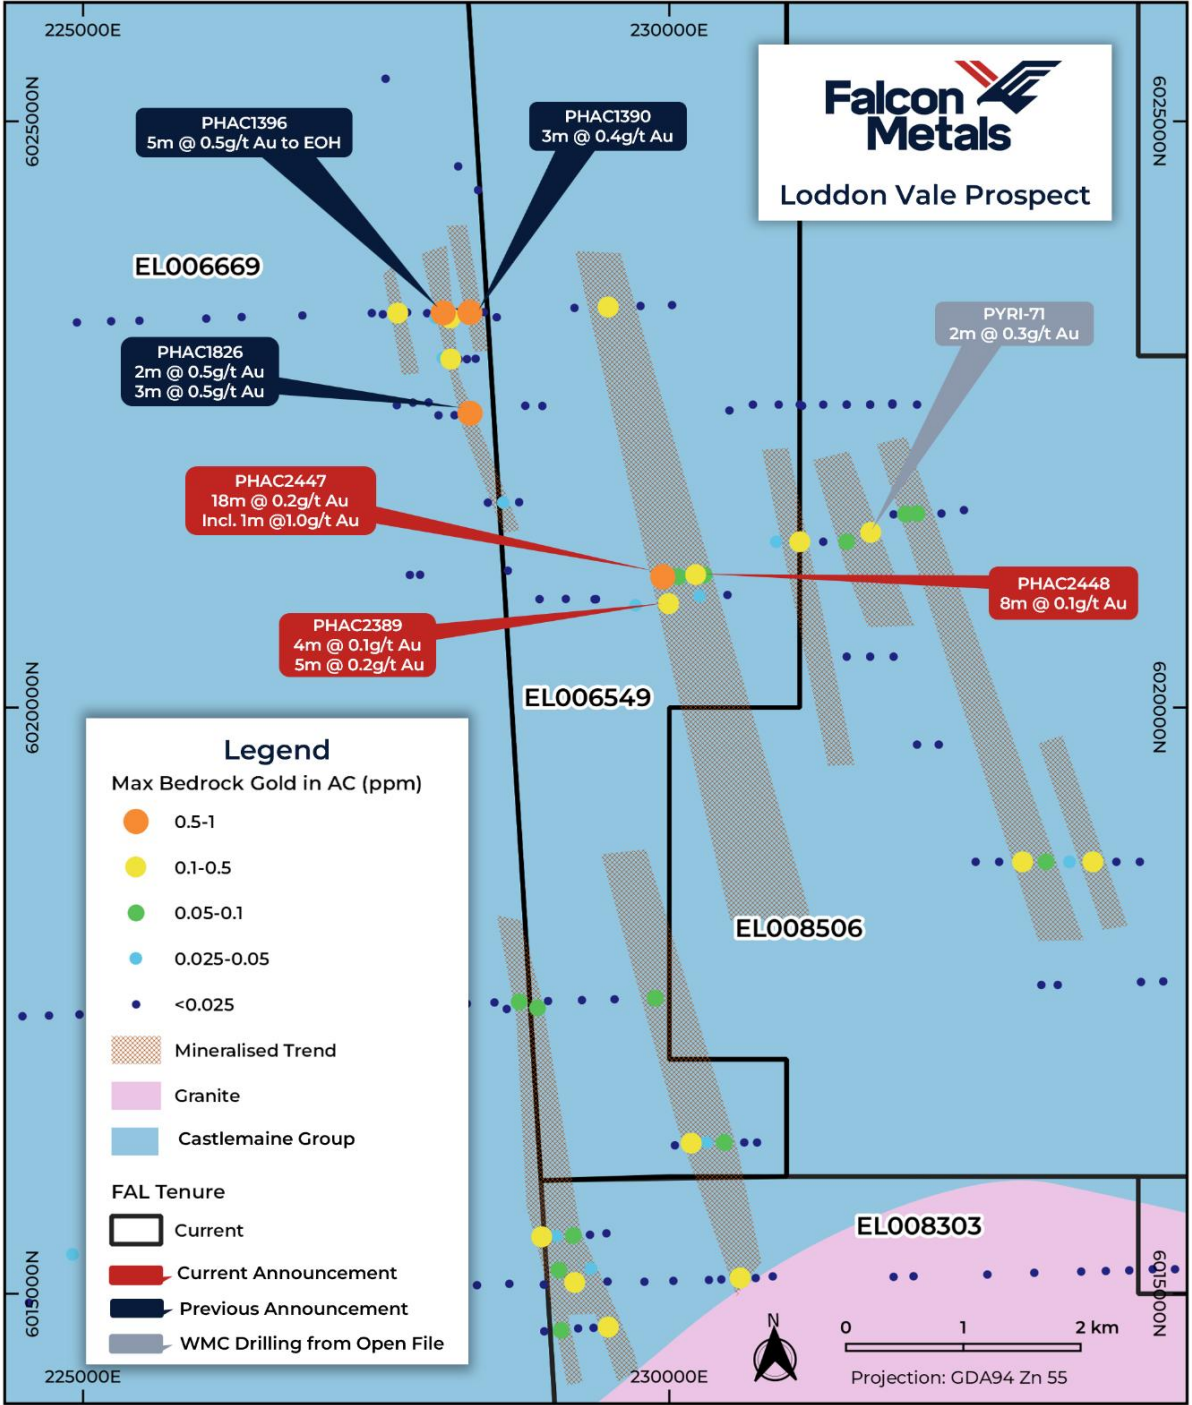 225000E
230000E
6025000N
6025000N
Falcon
Metals
Loddon Vale Prospect
PHAC1396
5m @ 0.5g/t Au to EOH
PHAC1390
3m @ 0.4g/t Au
EL006669
PYRI-71
2m @ 0.3g/t Au
PHAC1826
2m @ 0.5g/t Au
3m @ 0.5g/t Au
PHAC2447
18m @ 0.2g/t Au
Incl. 1m @1.0g/t Au
PHAC2448
8m @ 0.1g/t Au
PHAC2389
4m @ 0.1g/t Au
5m @ 0.2g/t Au
EL006549
6020000N
6020000N
Legend
Max Bedrock Gold in AC (ppm)
0.5-1
0.1-0.5
0.05-0.1
0.025-0.05
<0.025
Mineralised Trend
Granite
Castlemaine Group
FAL Tenure
Current
Current Announcement
Previous Announcement
WMC Drilling from Open File
EL008506
EL008303
6015000N
6015000N
N
0 1 2 km
Projection: GDA94 Zn 55
225000E
230000E